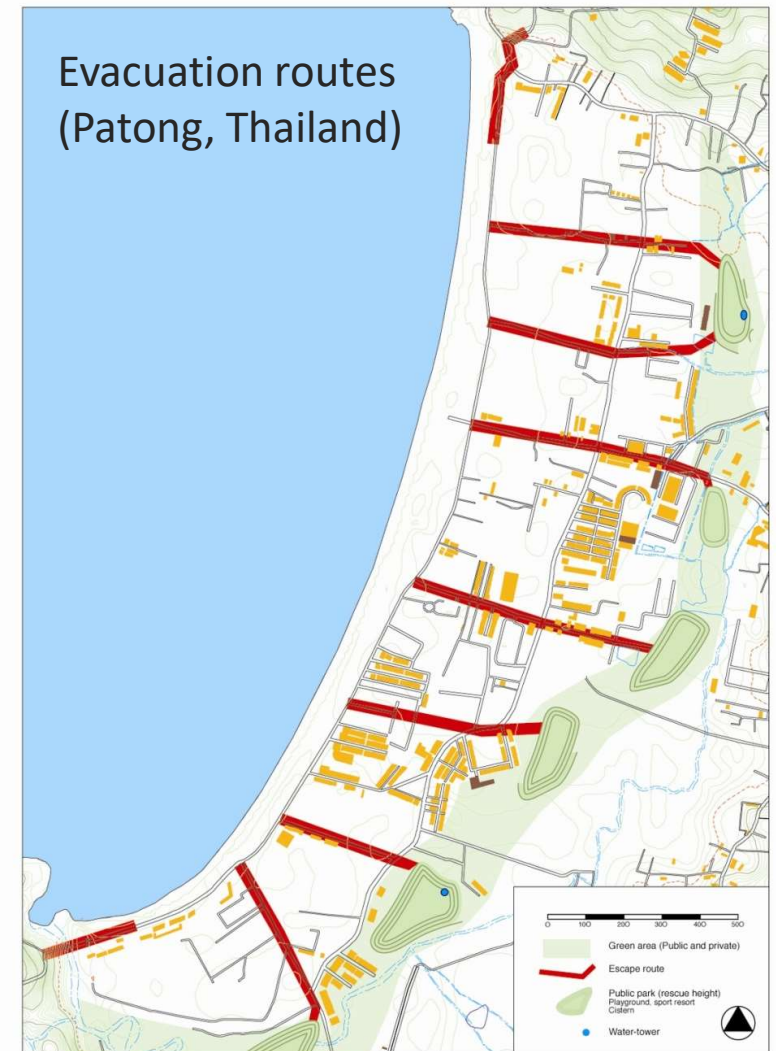 Evacuation routes
(Patong, Thailand)
0 100 200 300 400 500
Green area (Public and private)
Escape route
Public park (rescue height)
Playground, sport resort
Cistern
Water-tower